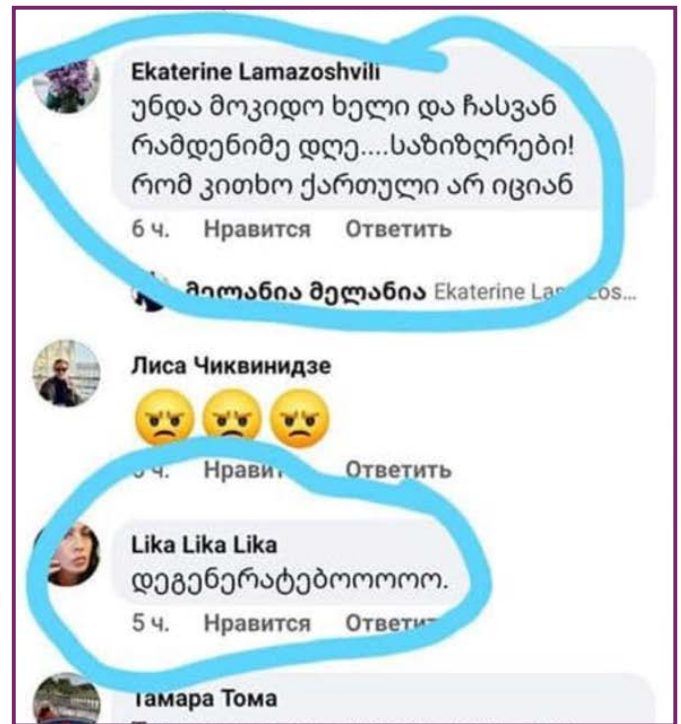 Ekaterine Lamazoshvili
უნდა მოკიდო ხელი და ჩასვან
რამდენიმე დღე....საზიზღრები!
რომ კითხო ქართული არ იციან
6 ч. Нравится Ответить
მელანია მელანია Ekaterine
Лиса Чиквинидзе
😠😠😠
ч. Ответить
Lika Lika Lika
დეგენერატებოოოოო.
5 ч. Нравится
Тамара Тома